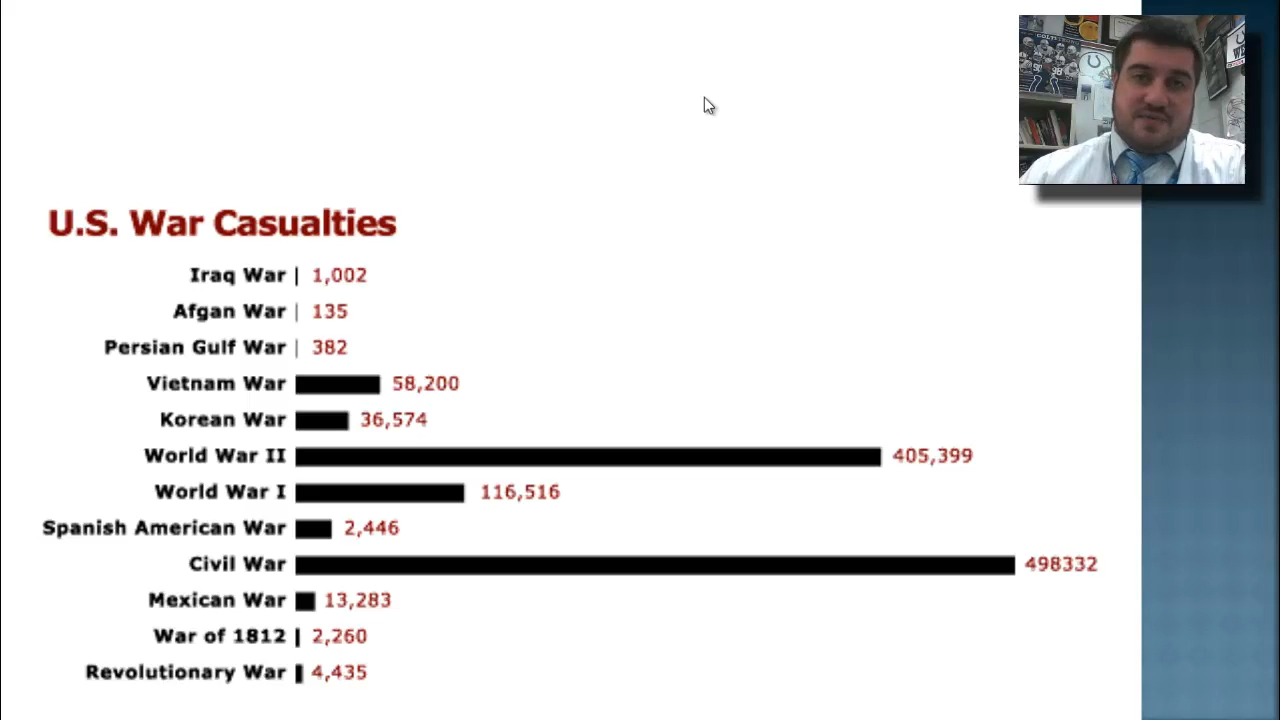 U.S. War Casualties
Iraq War 1,002
Afgan War 135
Persian Gulf War 382
Vietnam War 58,200
Korean War 36,574
World War II 405,399
World War I 116,516
Spanish American War 2,446
Civil War 498332
Mexican War 13,283
War of 1812 2,260
Revolutionary War 4,435